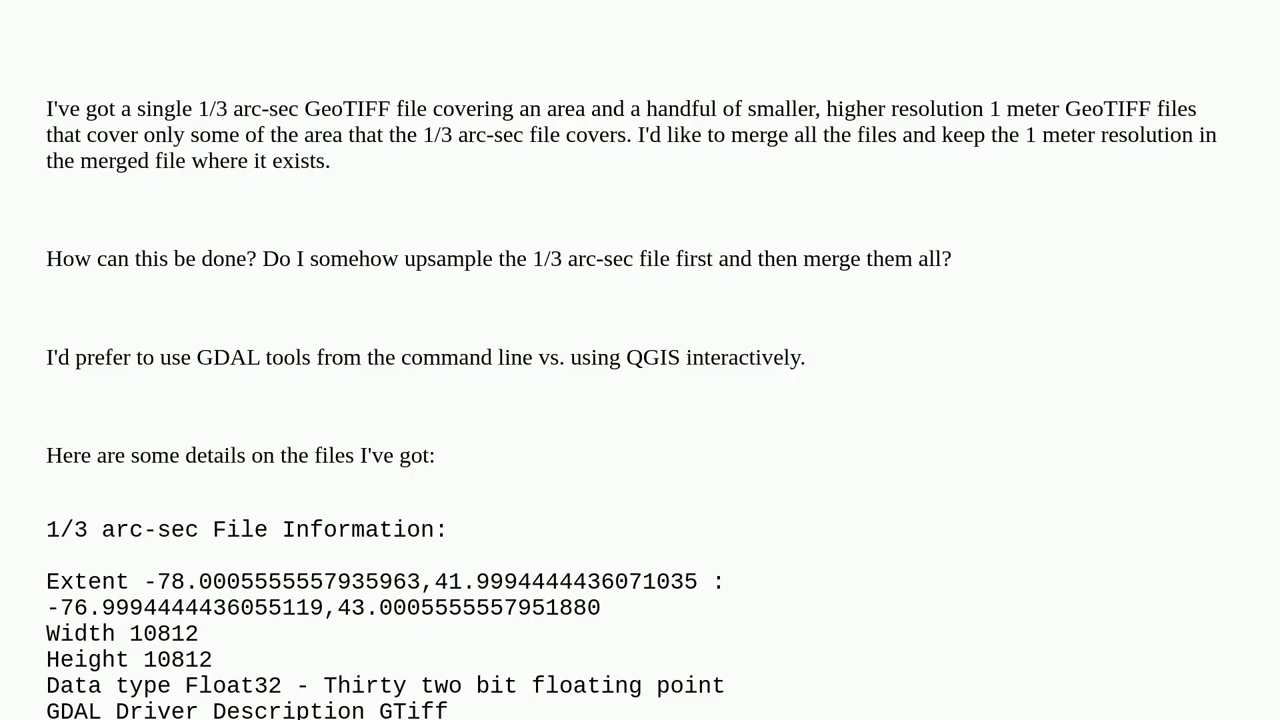 I've got a single 1/3 arc-sec GeoTIFF file covering an area and a handful of smaller, higher resolution 1 meter GeoTIFF files
that cover only some of the area that the 1/3 arc-sec file covers. I'd like to merge all the files and keep the 1 meter resolution in
the merged file where it exists.
How can this be done? Do I somehow upsample the 1/3 arc-sec file first and then merge them all?
I'd prefer to use GDAL tools from the command line vs. using QGIS interactively.
Here are some details on the files I've got:
1/3 arc-sec File Information:
Extent -78.0005555557935963,41.9994444436071035 :
-76.9994444436055119,43.0005555557951880
Width 10812
Height 10812
Data type Float32 - Thirty two bit floating point
GDAL Driver Description GTiff